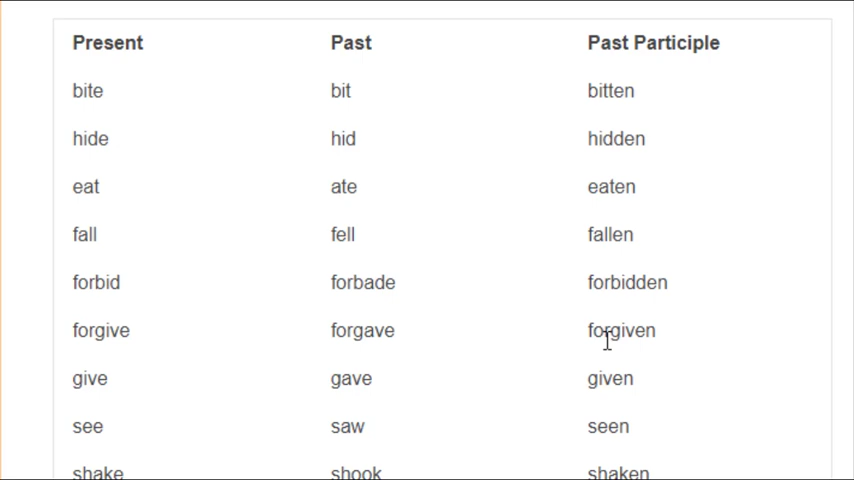 Present Past Past Participle
bite bit bitten
hide hid hidden
eat ate eaten
fall fell fallen
forbid forbade forbidden
forgive forgave forgiven
give gave given
see saw seen
shake shook shaken